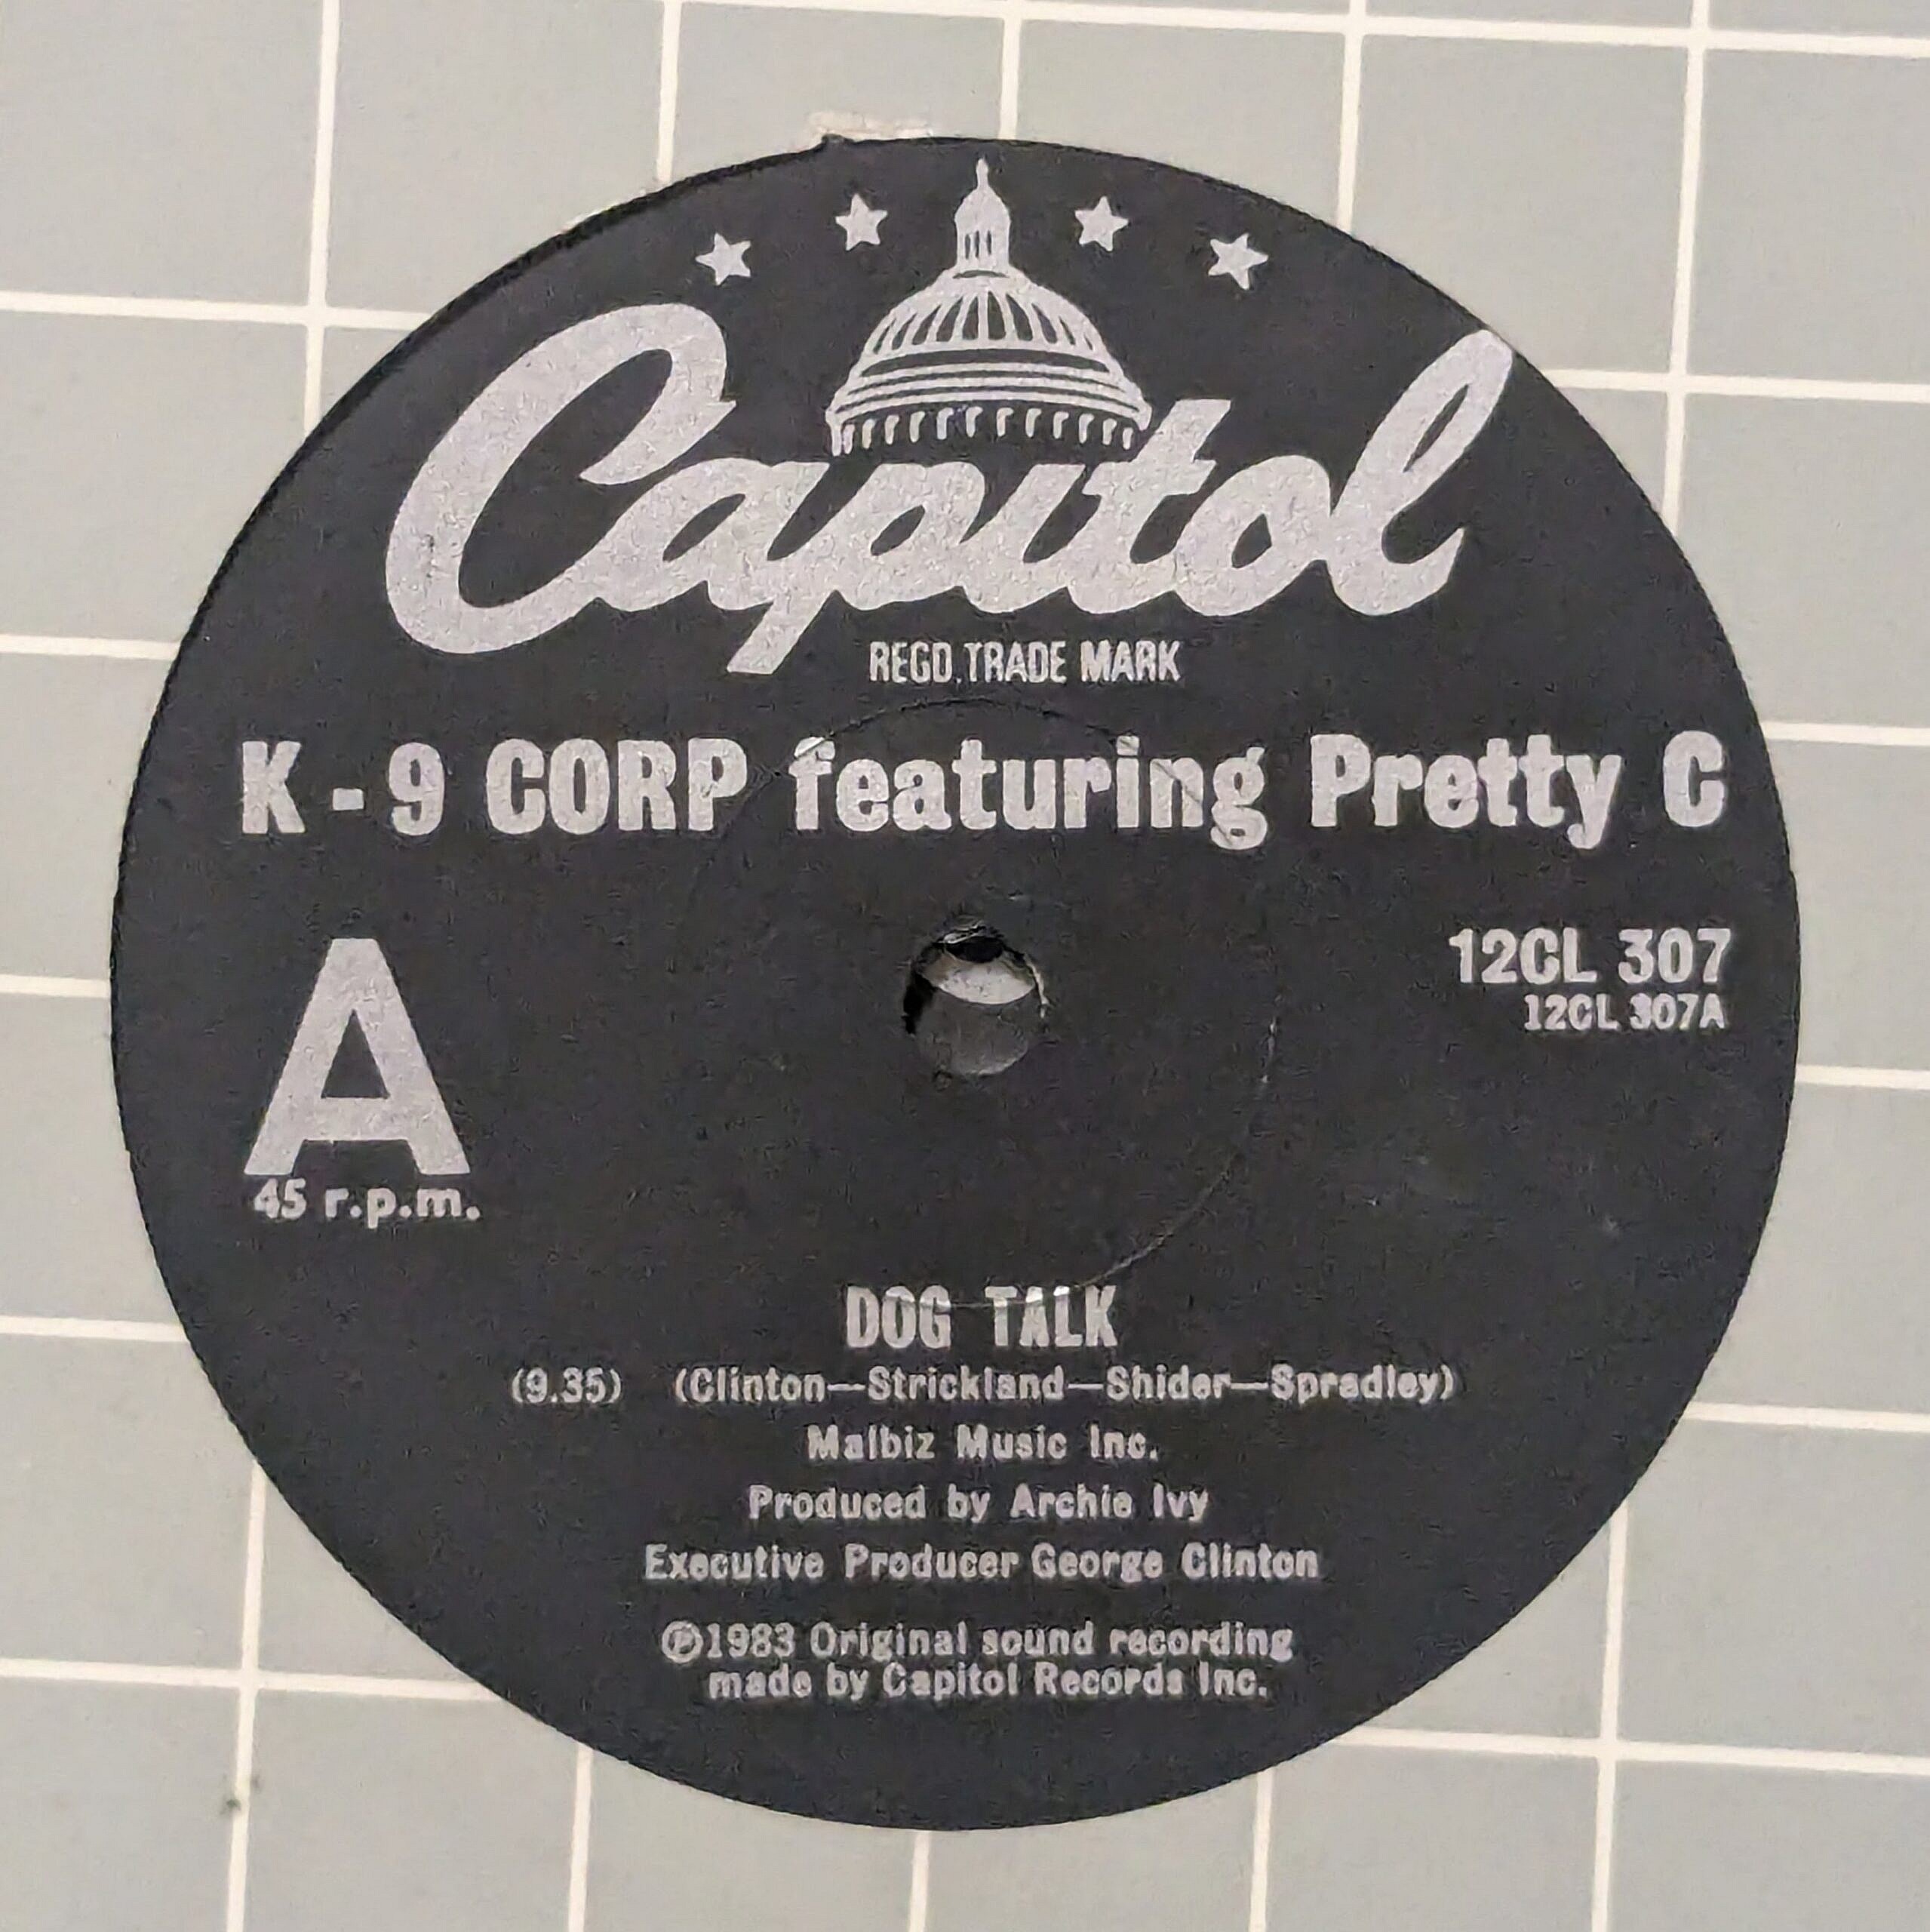 Capitol
REGD. TRADE MARK
K-9 CORP featuring Pretty C
A
45 r.p.m.
12CL 307
12CL 307A
DOG TALK
(9.35) (Clinton—Strickland—Shider—Spradley)
Malbiz Music Inc.
Produced by Archie Ivy
Executive Producer George Clinton
℗1983 Original sound recording
made by Capitol Records Inc.